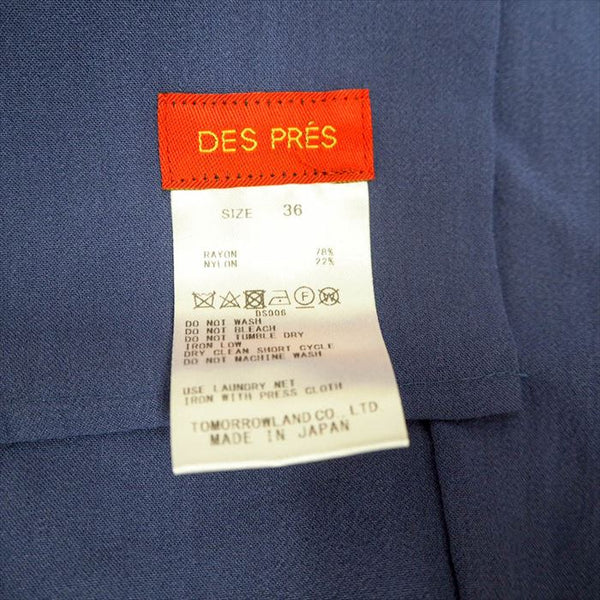 DES PRÉS
SIZE 36
RAYON 78%
NYLON 22%
DS906
DO NOT WASH
DO NOT BLEACH
DO NOT TUMBLE DRY
IRON LOW
DRY CLEAN SHORT CYCLE
DO NOT MACHINE WASH
USE LAUNDRY NET
IRON WITH PRESS CLOTH
TOMORROWLAND CO., LTD.
MADE IN JAPAN